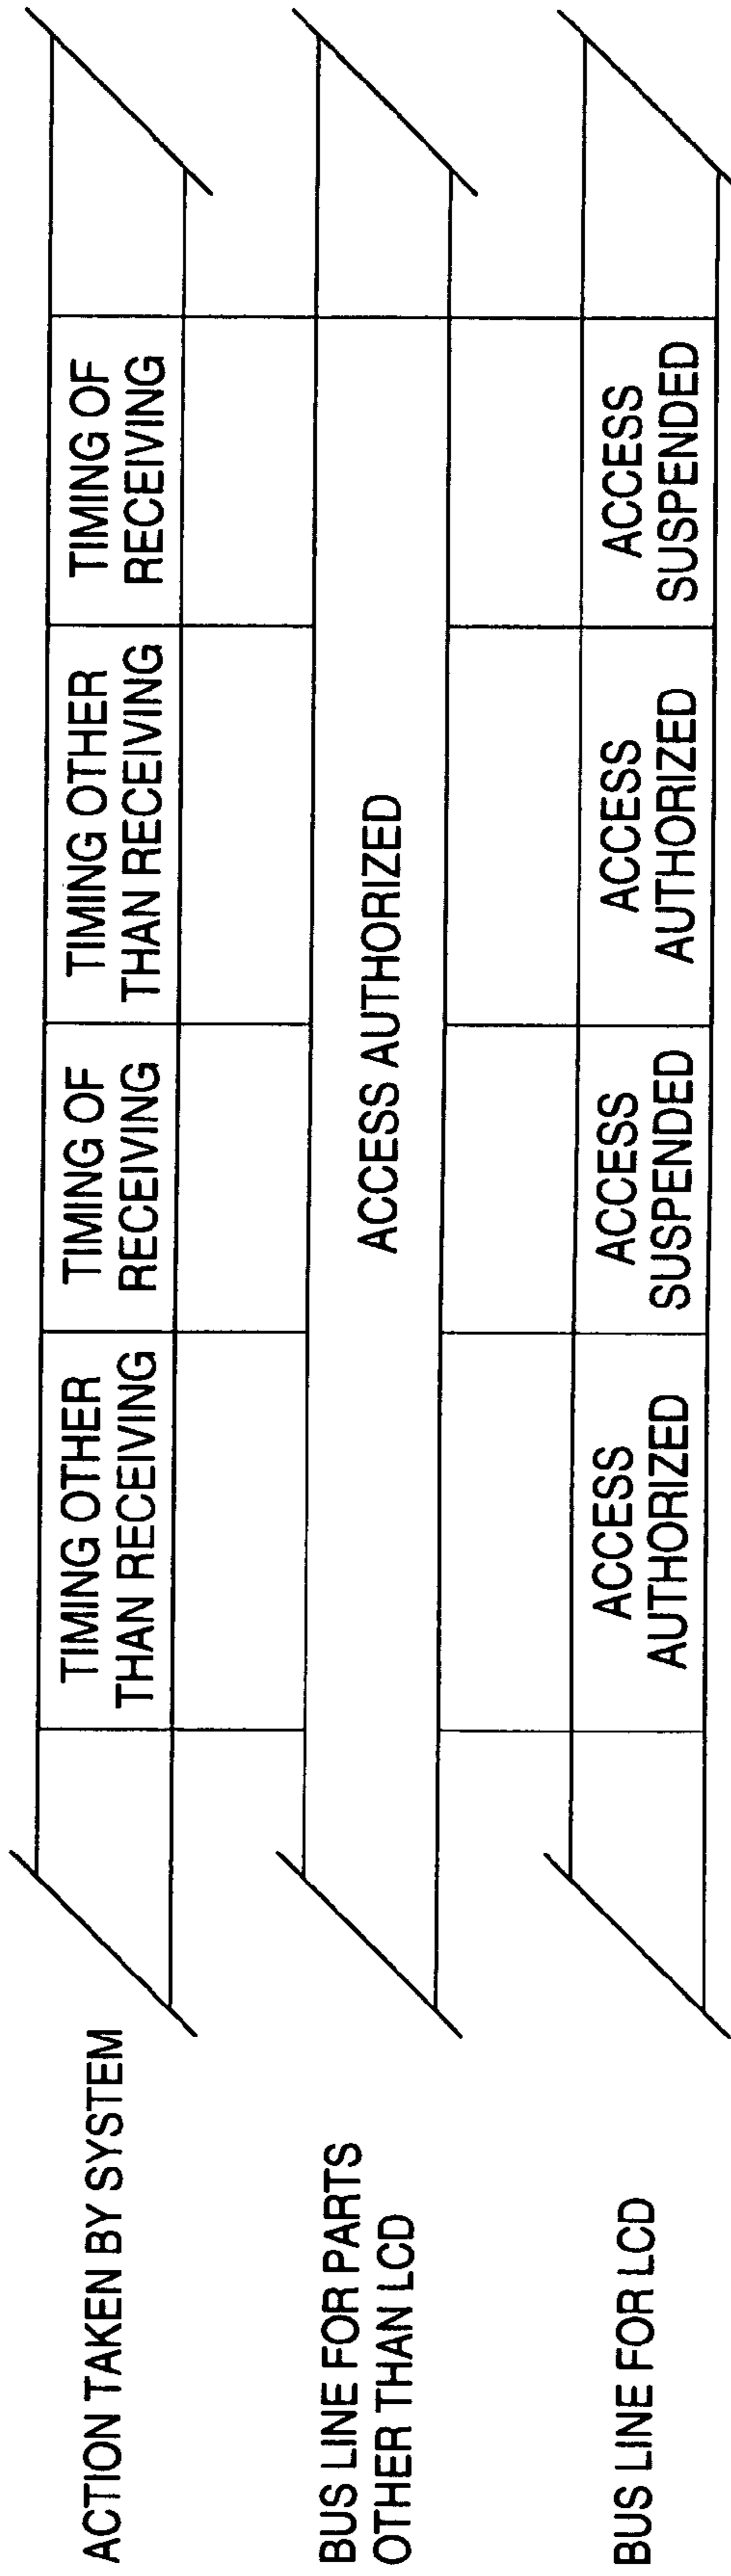 ACTION TAKEN BY SYSTEM
TIMING OTHER
THAN RECEIVING
TIMING OF
RECEIVING
TIMING OTHER
THAN RECEIVING
TIMING OF
RECEIVING
BUS LINE FOR PARTS
OTHER THAN LCD
ACCESS AUTHORIZED
BUS LINE FOR LCD
ACCESS
AUTHORIZED
ACCESS
SUSPENDED
ACCESS
AUTHORIZED
ACCESS
SUSPENDED